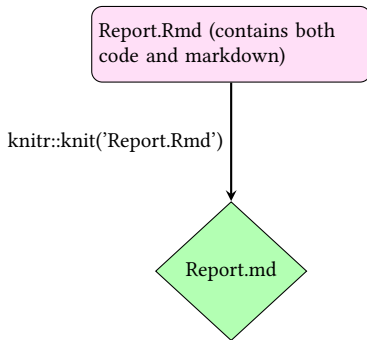 Report.Rmd (contains both
code and markdown)
knitr::knit(’Report.Rmd’)
Report.md